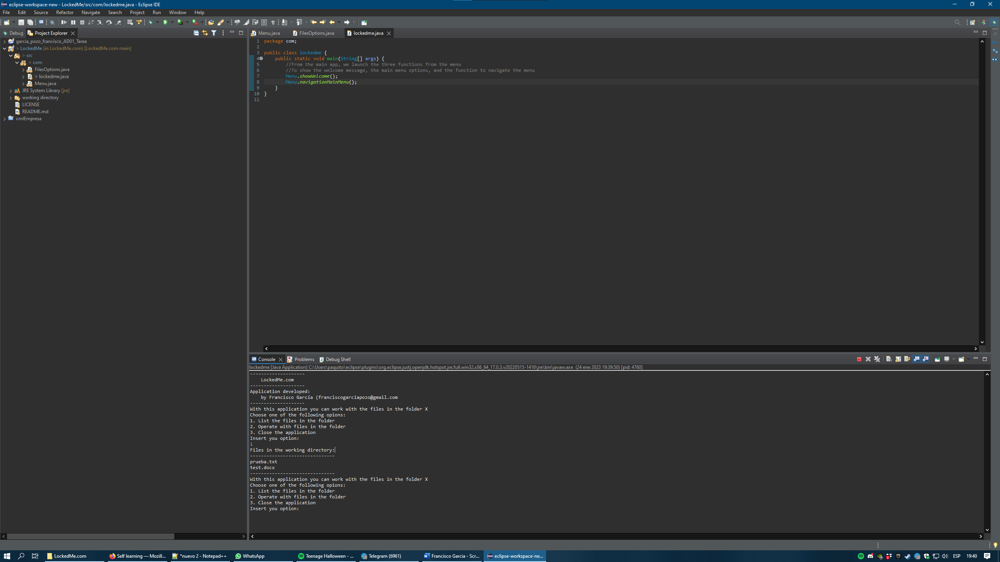 eclipse-workspace-new - LockedMe/src/com/lockedme.java - Eclipse IDE
File Edit Source Refactor Navigate Search Project Run Window Help
Debug Project Explorer
garcia_pozo_francisco_AD01_Tarea
> LockedMe (in LockedMe.com) [LockedMe.com main]
> src
> com
FilesOptions.java
> lockedme.java
Menu.java
JRE System Library [jre]
working directory
LICENSE
README.md
xmlEmpresa
Menu.java FilesOptions.java lockedme.java
1 package com;
2
3 public class lockedme {
4 public static void main(String[] args) {
5 //From the main app, we launch the three functions from the menu
6 //To show the welcome message, the main menu options, and the function to navigate the menu
7 Menu.showWelcome();
8 Menu.navigationMainMenu();
9 }
10 }
11
Console Problems Debug Shell
lockedme [Java Application] C:\Users\paquito\eclipse\plugins\org.eclipse.justj.openjdk.hotspot.jre.full.win32.x86_64_17.0.3.v20220515-1416\jre\bin\javaw.exe (24 ene 2023 19:39:50) [pid: 4760]
--------------------
LockedMe.com
--------------------
Application developed:
by Francisco García (franciscogarciapozo@gmail.com
--------------------
With this application you can work with the files in the folder X
Choose one of the following opions:
1. List the files in the folder
2. Operate with files in the folder
3. Close the application
Insert you option:
1
Files in the working directory:
-------------------------------
prueba.txt
test.docx
-------------------------------
With this application you can work with the files in the folder X
Choose one of the following opions:
1. List the files in the folder
2. Operate with files in the folder
3. Close the application
Insert you option:
LockedMe.com Self learning — Mozill... *nuevo 2 - Notepad++ WhatsApp Teenage Halloween - ... Telegram (6961) Francisco Garcia - Scr... eclipse-workspace-ne... ESP 19:40